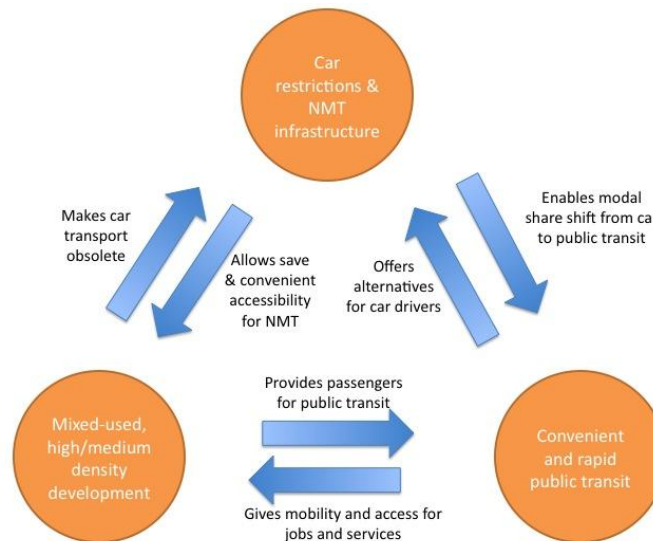 Car
restrictions &
NMT
infrastructure
Makes car
transport
obsolete
Allows save
& convenient
accessibility
for NMT
Offers
alternatives
for car drivers
Enables modal
share shift from ca
to public transit
Mixed-used,
high/medium
density
development
Provides passengers
for public transit
Gives mobility and access for
jobs and services
Convenient
and rapid
public transit